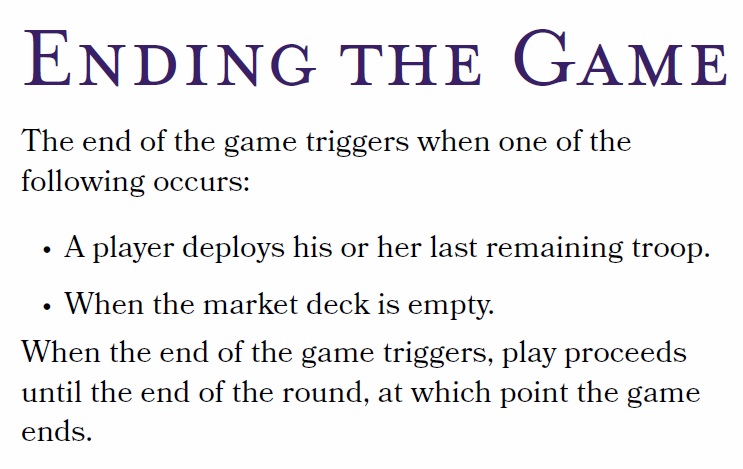 Ending the Game
The end of the game triggers when one of the
following occurs:
• A player deploys his or her last remaining troop.
• When the market deck is empty.
When the end of the game triggers, play proceeds
until the end of the round, at which point the game
ends.